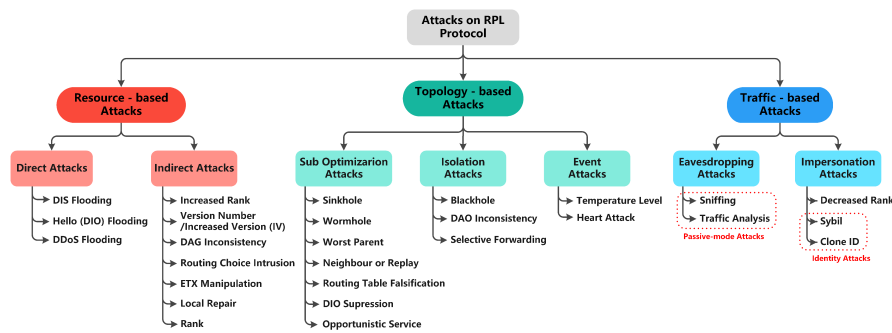 Attacks on RPL
Protocol
Resource - based
Attacks
Topology - based
Attacks
Traffic - based
Attacks
Direct Attacks
Indirect Attacks
Sub Optimizarion
Attacks
Isolation
Attacks
Event
Attacks
Eavesdropping
Attacks
Impersonation
Attacks
DIS Flooding
Hello (DIO) Flooding
DDoS Flooding
Increased Rank
Version Number
/Increased Version (IV)
DAG Inconsistency
Routing Choice Intrusion
ETX Manipulation
Local Repair
Rank
Sinkhole
Wormhole
Worst Parent
Neighbour or Replay
Routing Table Falsification
DIO Supression
Opportunistic Service
Blackhole
DAO Inconsistency
Selective Forwarding
Temperature Level
Heart Attack
Sniffing
Traffic Analysis
Passive-mode Attacks
Decreased Rank
Sybil
Clone ID
Identity Attacks